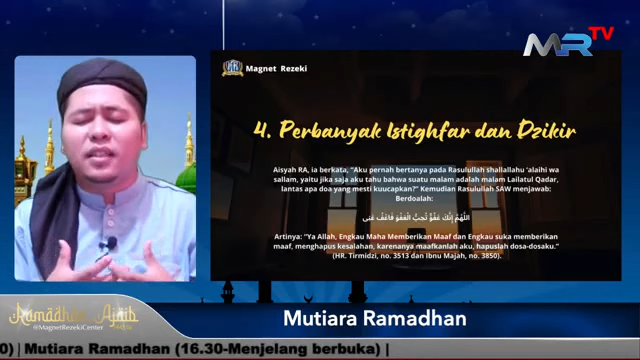 MR TV
Magnet Rezeki
4. Perbanyak Istighfar dan Dzikir
Aisyah RA, ia berkata, "Aku pernah bertanya pada Rasulullah shallallahu 'alaihi wa
sallam, yaitu jika saja aku tahu bahwa suatu malam adalah malam Lailatul Qadar,
lantas apa doa yang mesti kuucapkan?" Kemudian Rasulullah SAW menjawab:
Berdoalah:
اللَّهُمَّ إِنَّكَ عَفُوٌّ تُحِبُّ الْعَفْوَ فَاعْفُ عَنِّى
Artinya: "Ya Allah, Engkau Maha Memberikan Maaf dan Engkau suka memberikan
maaf, menghapus kesalahan, karenanya maafkanlah aku, hapuslah dosa-dosaku."
(HR. Tirmidzi, no. 3513 dan Ibnu Majah, no. 3850).
Ramadhan Ajaib
@MagnetRezekiCenter
Mutiara Ramadhan
0) | Mutiara Ramadhan (16.30-Menjelang berbuka) |